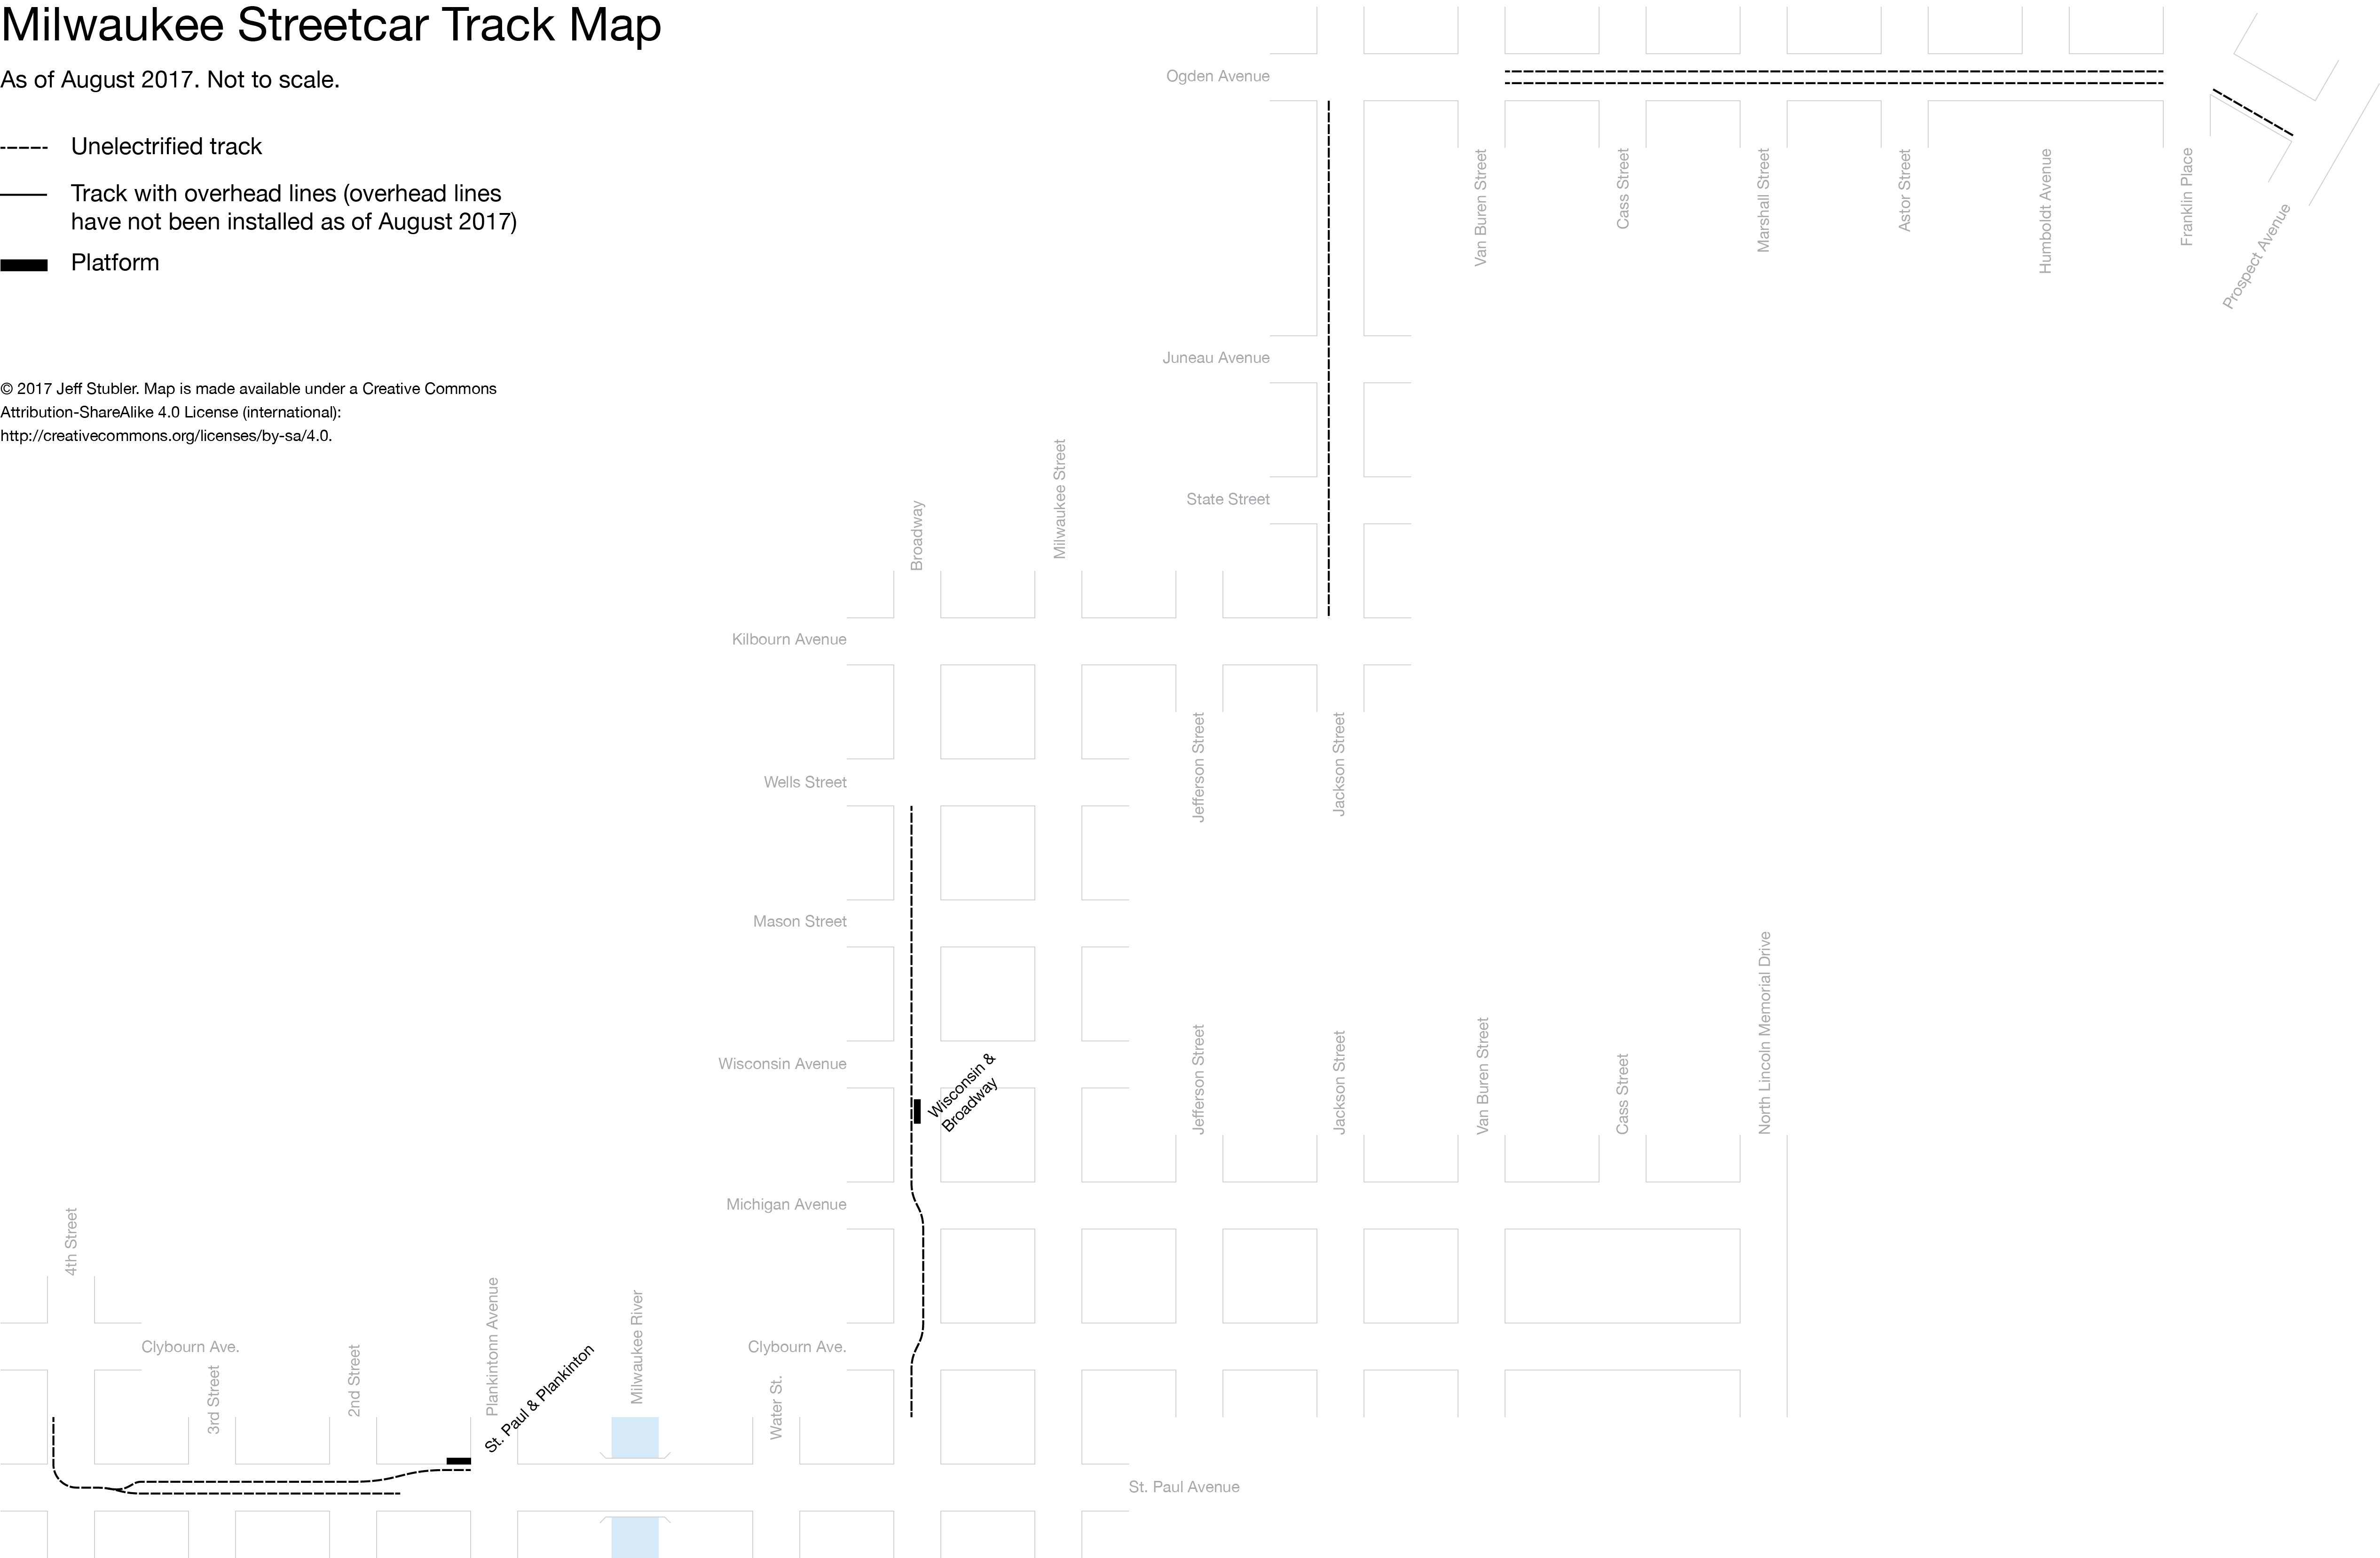 Milwaukee Streetcar Track Map
As of August 2017. Not to scale.
Unelectrified track
Track with overhead lines (overhead lines
have not been installed as of August 2017)
Platform
© 2017 Jeff Stubler. Map is made available under a Creative Commons
Attribution-ShareAlike 4.0 License (international):
http://creativecommons.org/licenses/by-sa/4.0.
Ogden Avenue
Van Buren Street
Cass Street
Marshall Street
Astor Street
Humboldt Avenue
Franklin Place
Prospect Avenue
Juneau Avenue
State Street
Broadway
Milwaukee Street
Kilbourn Avenue
Jefferson Street
Jackson Street
Wells Street
Mason Street
Wisconsin Avenue
Wisconsin &
Broadway
Jefferson Street
Jackson Street
Van Buren Street
Cass Street
North Lincoln Memorial Drive
Michigan Avenue
4th Street
Clybourn Ave.
3rd Street
2nd Street
Plankintonn Avenue
St. Paul & Plankinton
Milwaukee River
Clybourn Ave.
Water St.
St. Paul Avenue